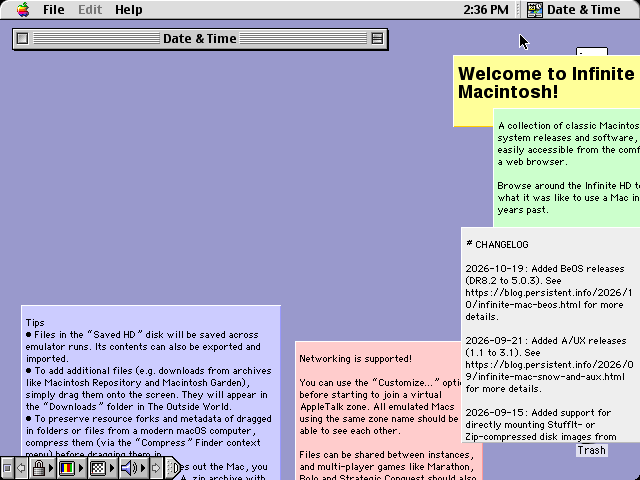 File Edit Help 2:36 PM Date & Time
Date & Time
Welcome to Infinite
Macintosh!
A collection of classic Macintos
system releases and software,
easily accessible from the comf
a web browser.
Browse around the Infinite HD t
what it was like to use a Mac in
years past.
# CHANGELOG
2026-10-19: Added BeOS releases
(DR8.2 to 5.0.3). See
https://blog.persistent.info/2026/1
0/infinite-mac-beos.html for more
details.
2026-09-21: Added A/UX releases
(1.1 to 3.1). See
https://blog.persistent.info/2026/0
9/infinite-mac-snow-and-aux.html
for more details.
2026-09-15: Added support for
directly mounting StuffIt- or
Zip-compressed disk images from
Trash
Tips
● Files in the “Saved HD” disk will be saved across
emulator runs. Its contents can also be exported and
imported.
● To add additional files (e.g. downloads from archives
like Macintosh Repository and Macintosh Garden),
simply drag them onto the screen. They will appear in
the “Downloads” folder in The Outside World.
● To preserve resource forks and metadata of dragged
in folders or files from a modern macOS computer,
compress them (via the “Compress” Finder context
menu) before dragging them in.
es out the Mac, you
.zip archive with
Networking is supported!
You can use the “Customize...” opti
before starting to join a virtual
AppleTalk zone. All emulated Macs
using the same zone name should be
able to see each other.
Files can be shared between instances,
and multi-player games like Marathon,
Bolo and Strategic Conquest should also